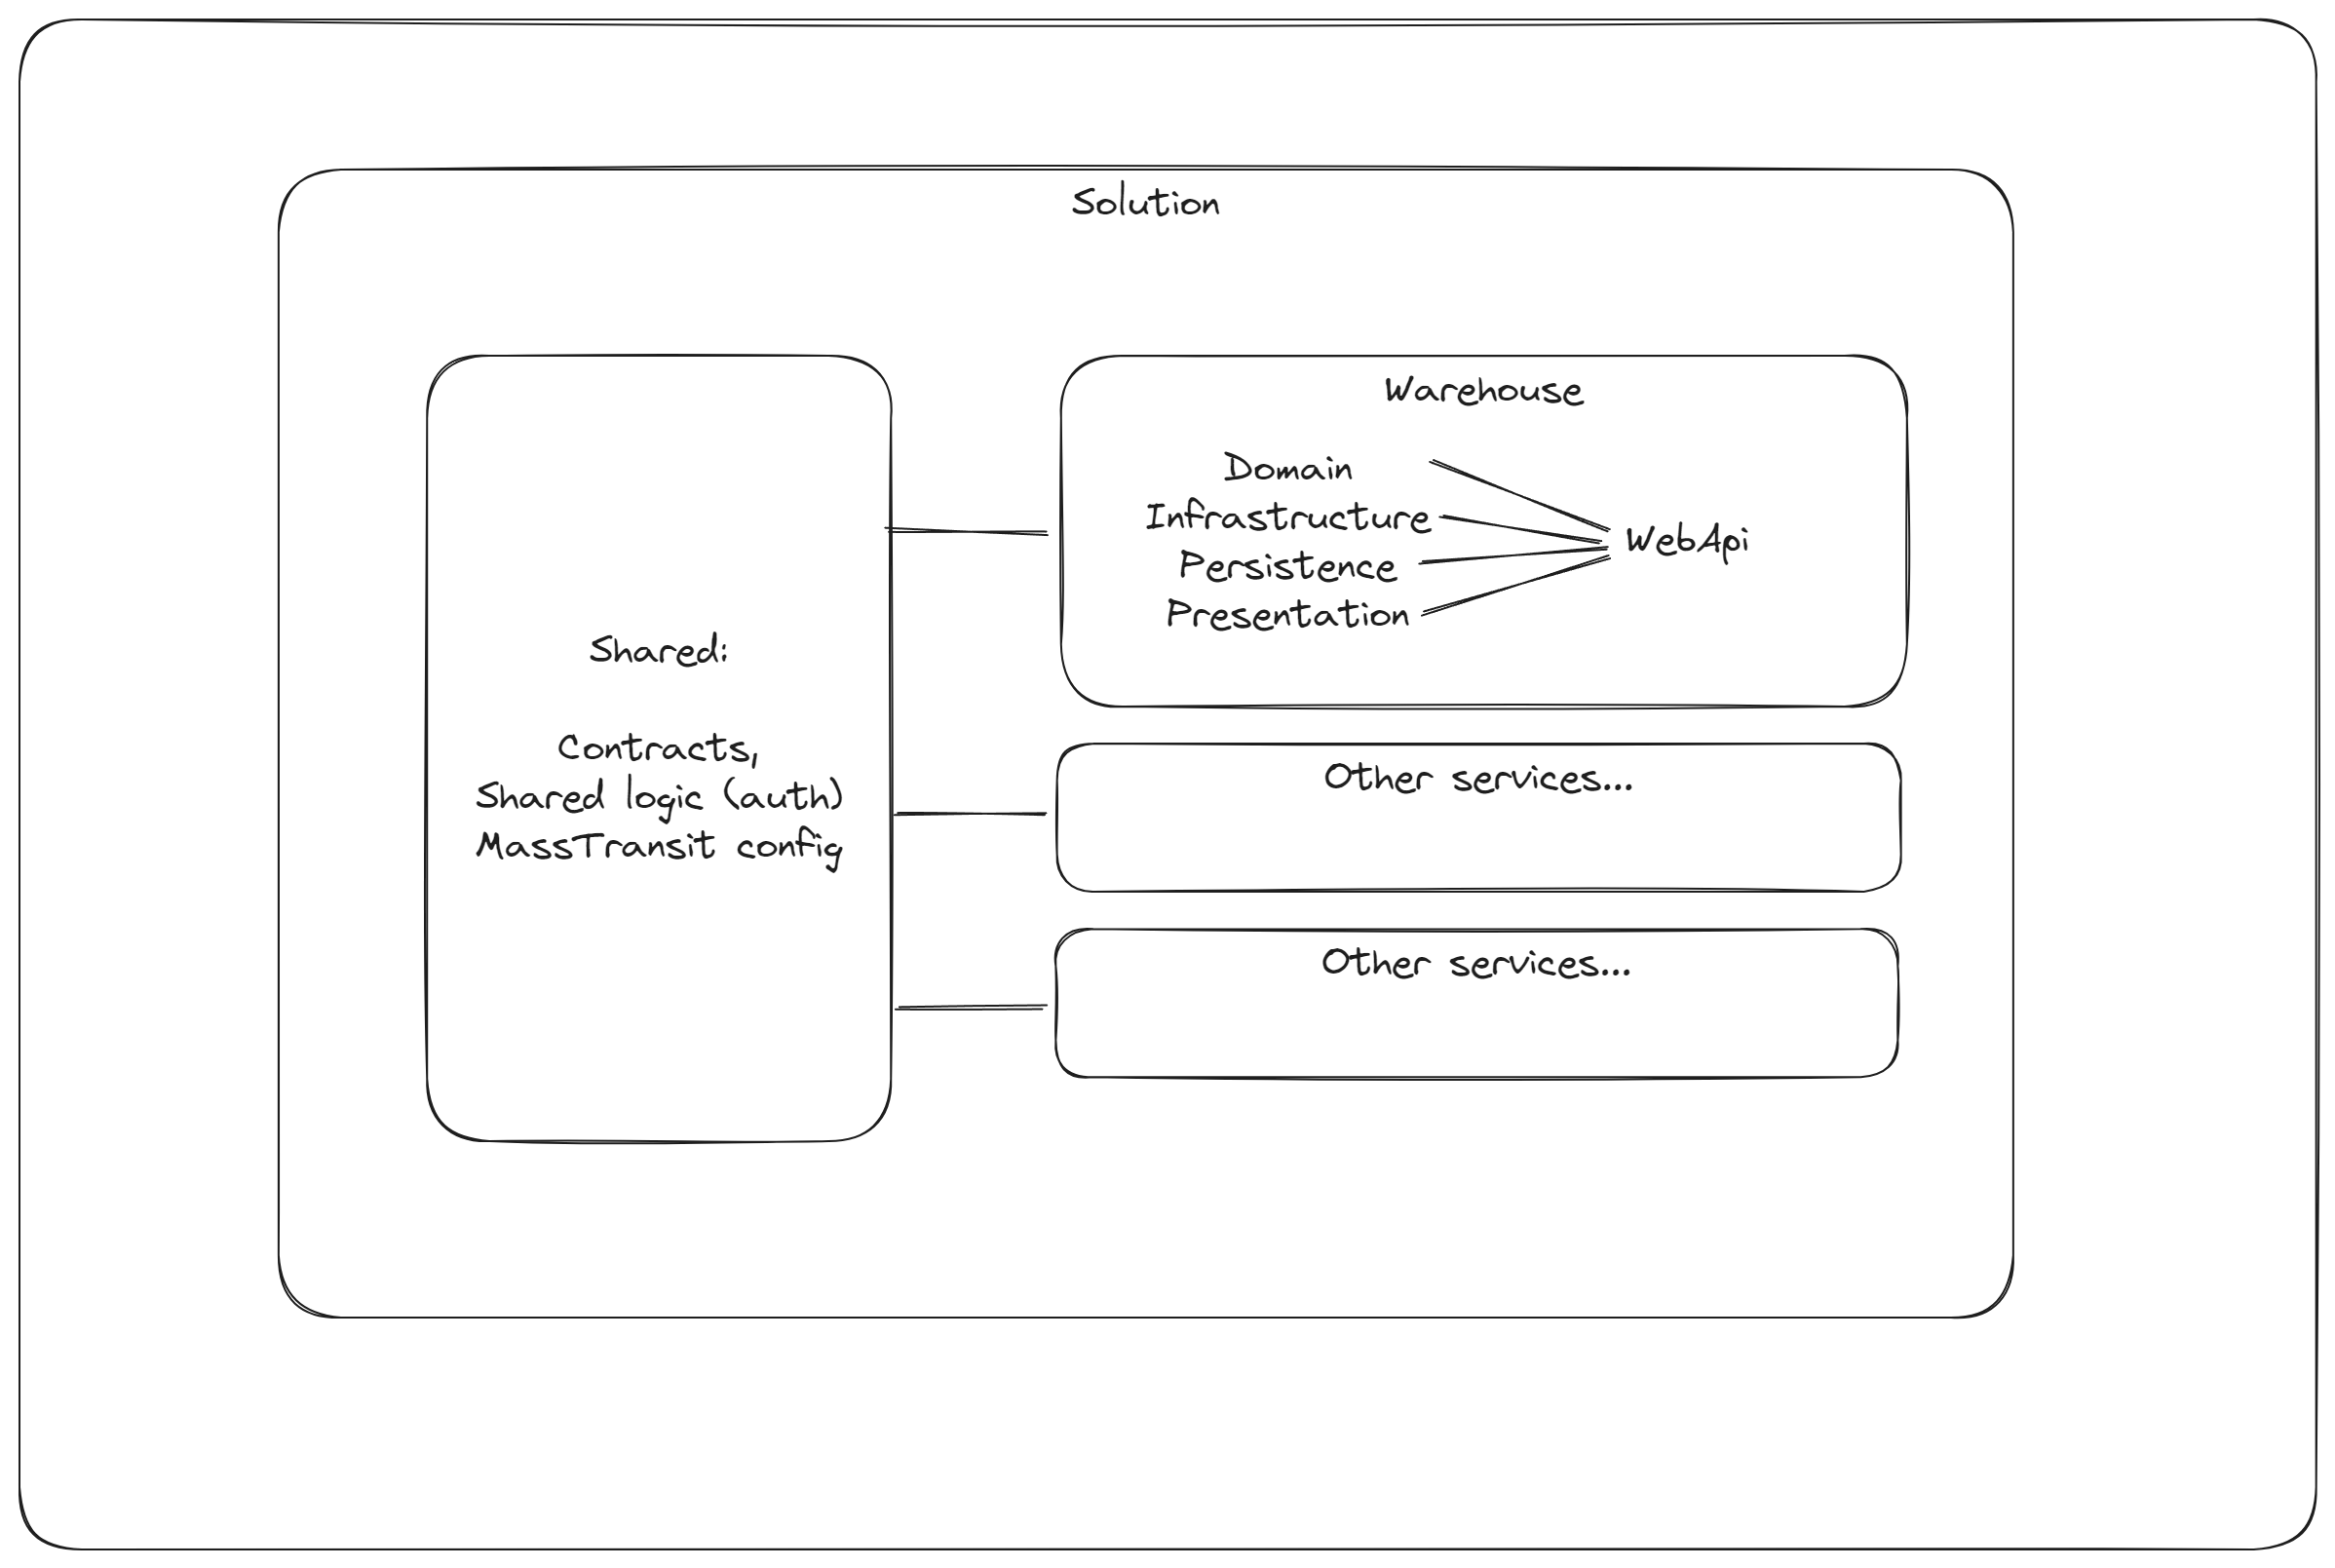 Solution
Shared:
Contracts,
Shared logic (auth)
MassTransit config
Warehouse
Domain
Infrastructure
Persistence
Presentation
WebApi
Other services...
Other services...